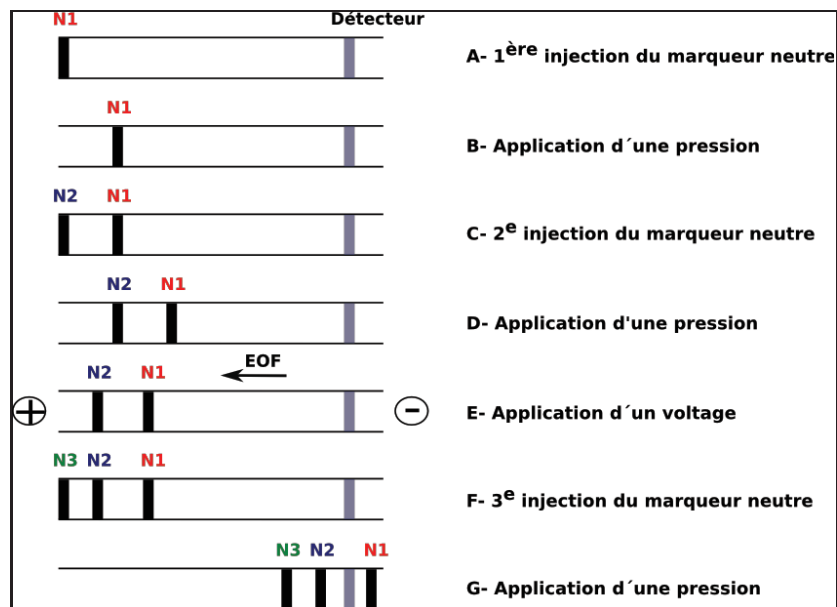 N1 Détecteur
A- 1ère injection du marqueur neutre
N1
B- Application d´une pression
N2 N1
C- 2e injection du marqueur neutre
N2 N1
D- Application d'une pression
EOF
N2 N1
+ -
E- Application d´un voltage
N3 N2 N1
F- 3e injection du marqueur neutre
N3 N2 N1
G- Application d´une pression